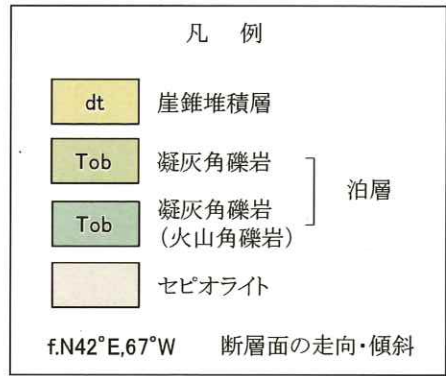 凡 例
dt 崖錐堆積層
Tob 凝灰角礫岩
泊層
Tob 凝灰角礫岩
(火山角礫岩)
セピオライト
f.N42°E,67°W 断層面の走向・傾斜